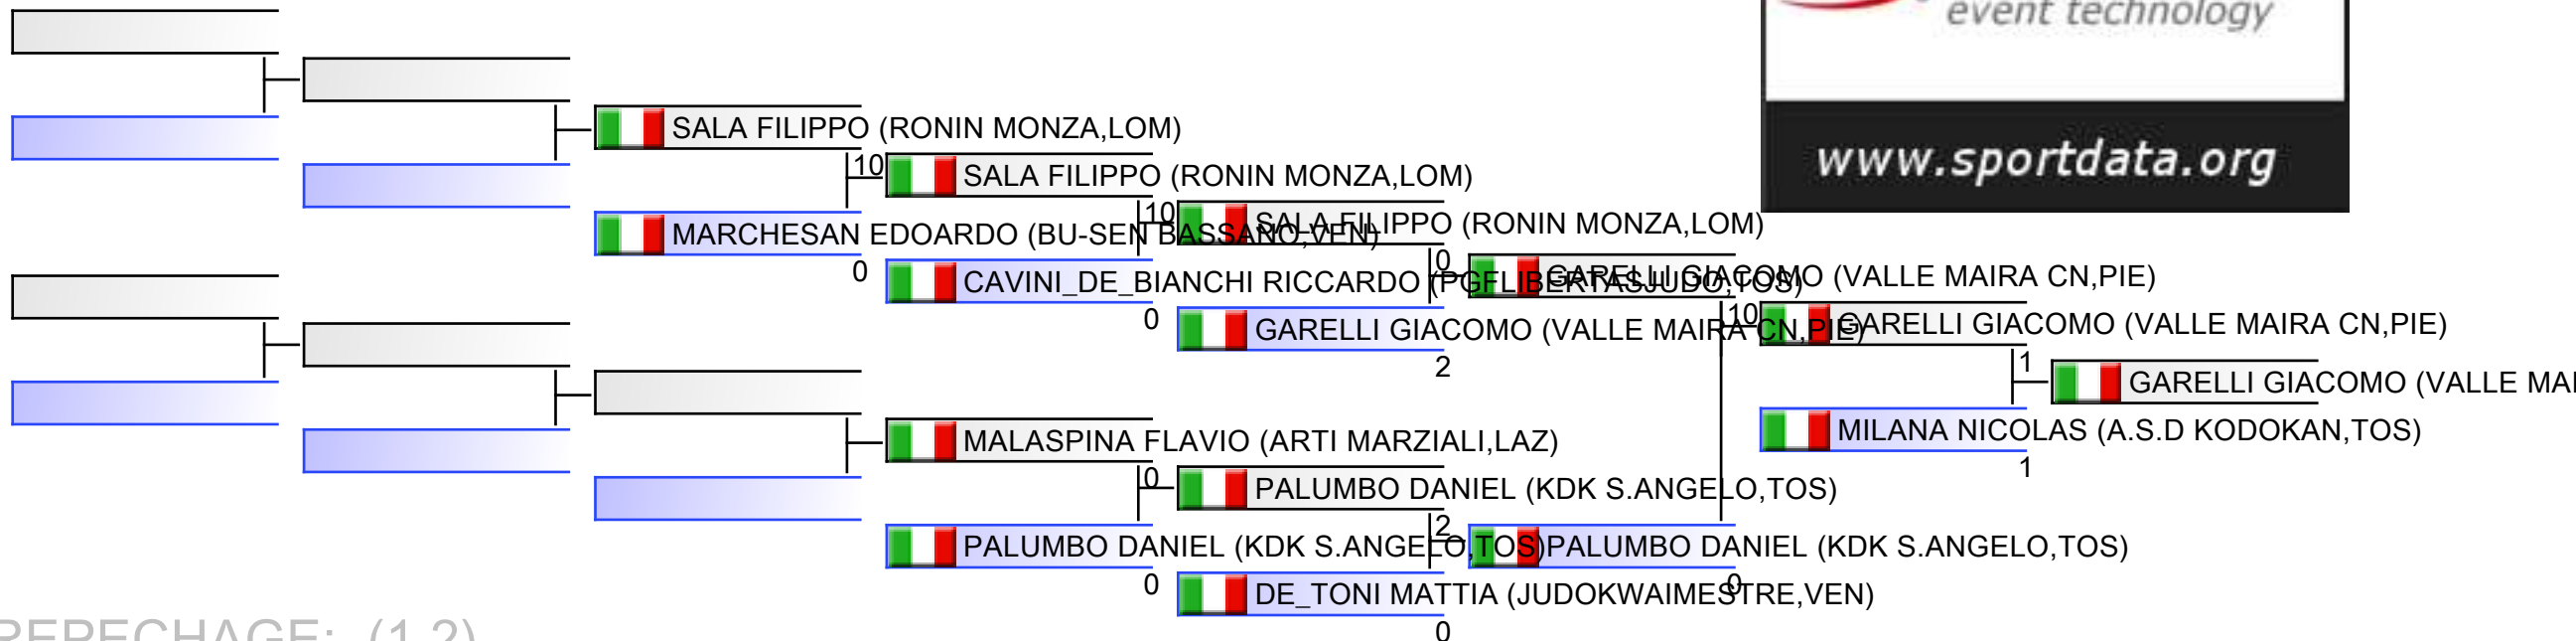 event technology
www.sportdata.org
SALA FILIPPO (RONIN MONZA,LOM)
10
SALA FILIPPO (RONIN MONZA,LOM)
MARCHESAN EDOARDO (BU-SEN BASSANO,VEN)
0
10
SALA FILIPPO (RONIN MONZA,LOM)
CAVINI_DE_BIANCHI RICCARDO (PGFLIBERTASJUDO,TOS)
0
0
GARELLI GIACOMO (VALLE MAIRA CN,PIE)
GARELLI GIACOMO (VALLE MAIRA CN,PIE)
2
10
GARELLI GIACOMO (VALLE MAIRA CN,PIE)
1
GARELLI GIACOMO (VALLE MAI
MILANA NICOLAS (A.S.D KODOKAN,TOS)
1
MALASPINA FLAVIO (ARTI MARZIALI,LAZ)
0
PALUMBO DANIEL (KDK S.ANGELO,TOS)
PALUMBO DANIEL (KDK S.ANGELO,TOS)
0
2
PALUMBO DANIEL (KDK S.ANGELO,TOS)
0
DE_TONI MATTIA (JUDOKWAIMESTRE,VEN)
0
REPECHAGE: (1,2)